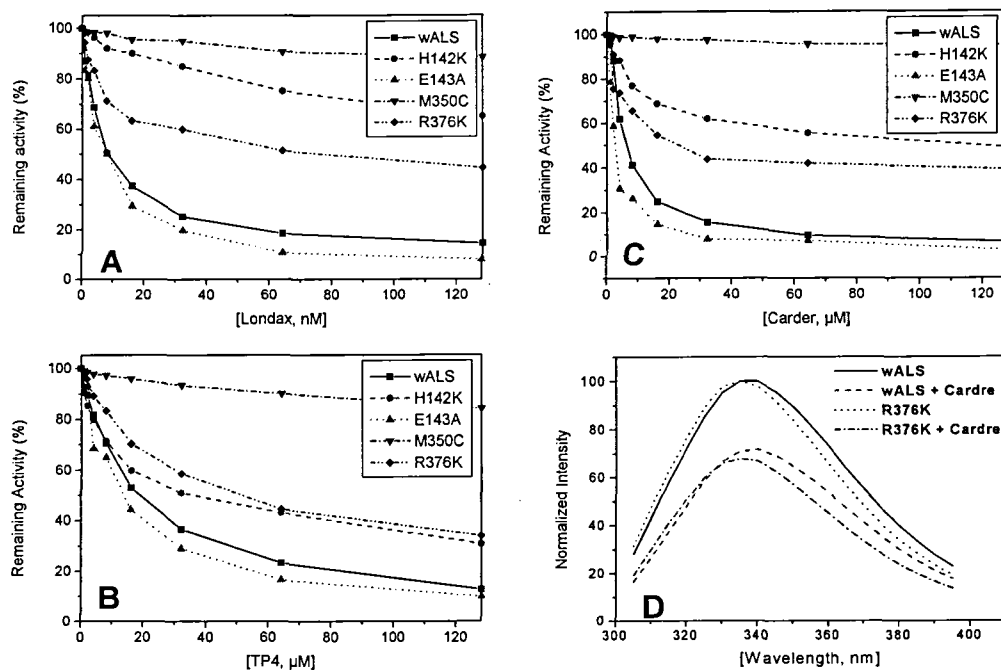 100
80
60
40
20
0
Remaining activity (%)
wALS
H142K
E143A
M350C
R376K
A
0
20
40
60
80
100
120
[Londax, nM]
100
80
60
40
20
0
Remaining Activity (%)
wALS
H142K
E143A
M350C
R376K
C
0
20
40
60
80
100
120
[Carder, µM]
100
80
60
40
20
0
Remaining Activity (%)
wALS
H142K
E143A
M350C
R376K
B
0
20
40
60
80
100
120
[TP4, µM]
100
80
60
40
20
0
Normalized Intensity
wALS
wALS + Cardre
R376K
R376K + Cardre
D
300
320
340
360
380
400
[Wavelength, nm]